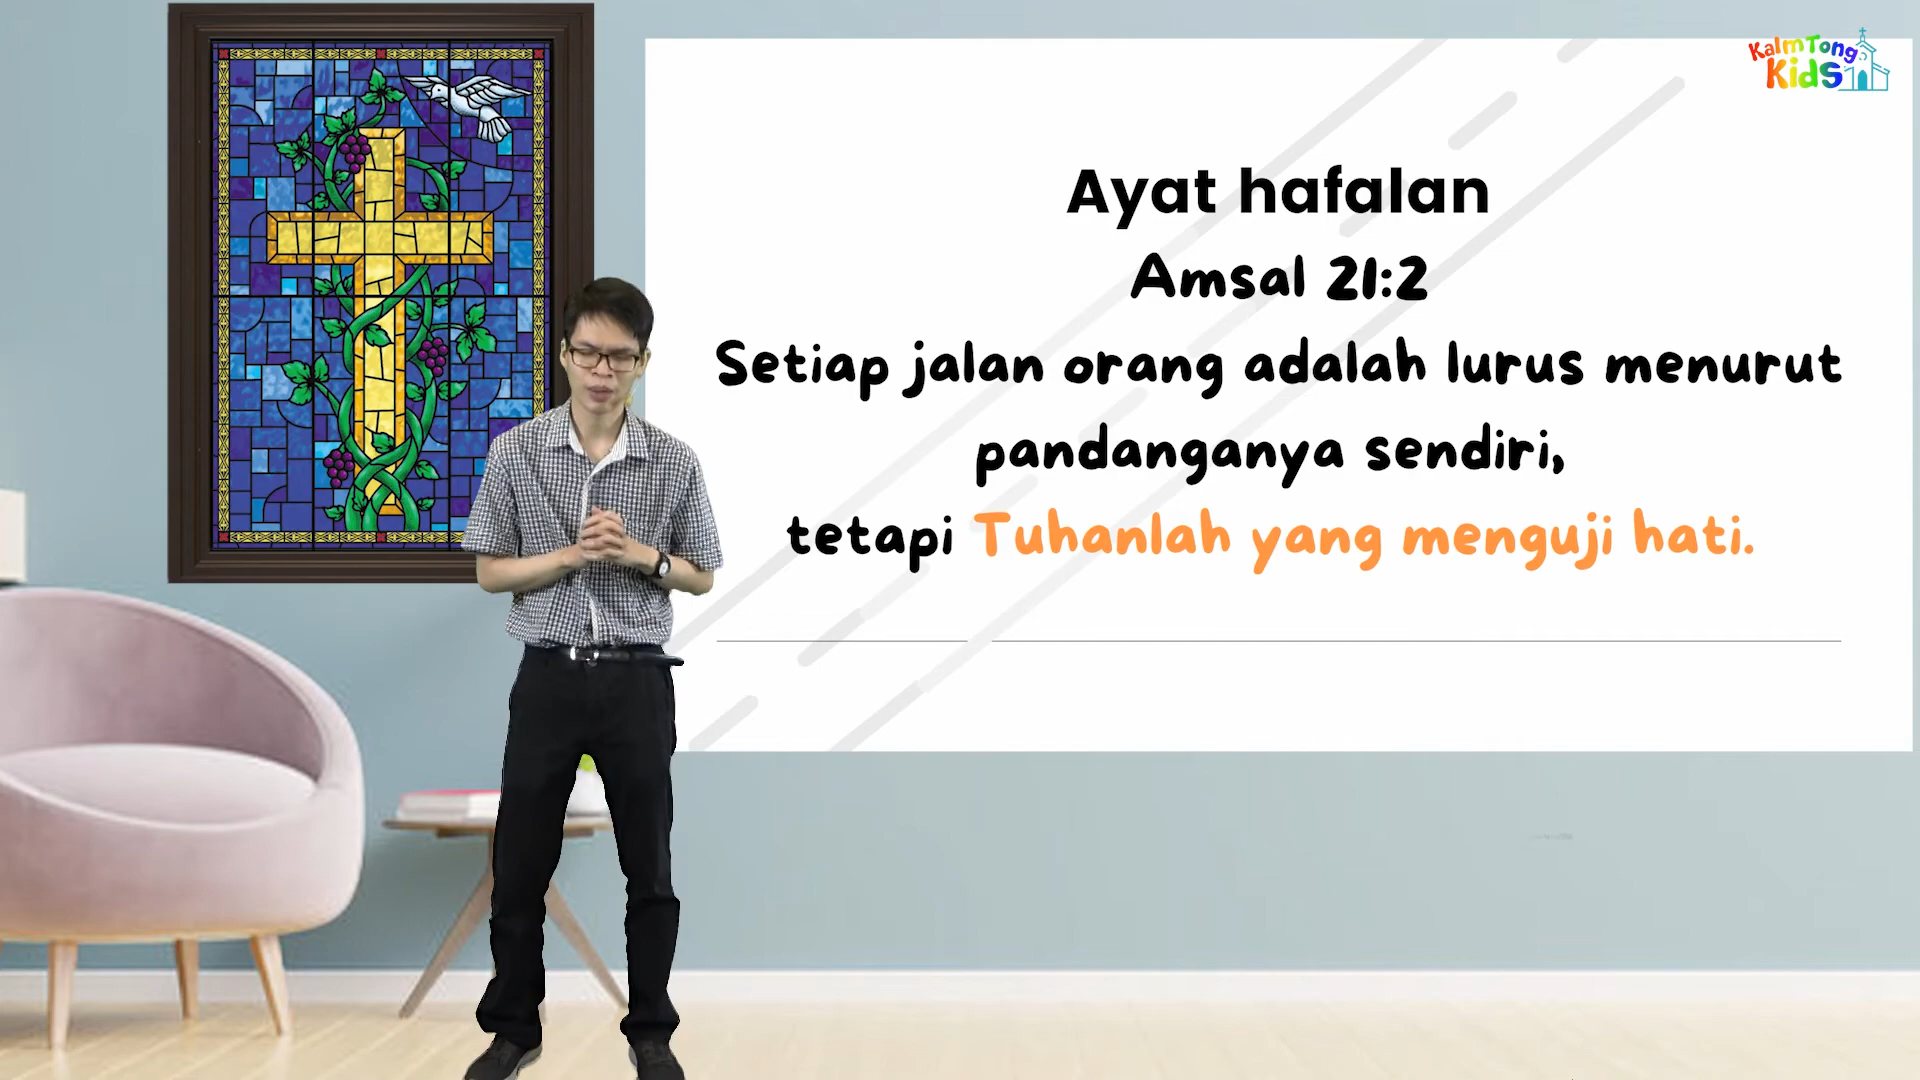 KalmTong
Kids
Ayat hafalan
Amsal 21:2
Setiap jalan orang adalah lurus menurut
pandanganya sendiri,
tetapi Tuhanlah yang menguji hati.